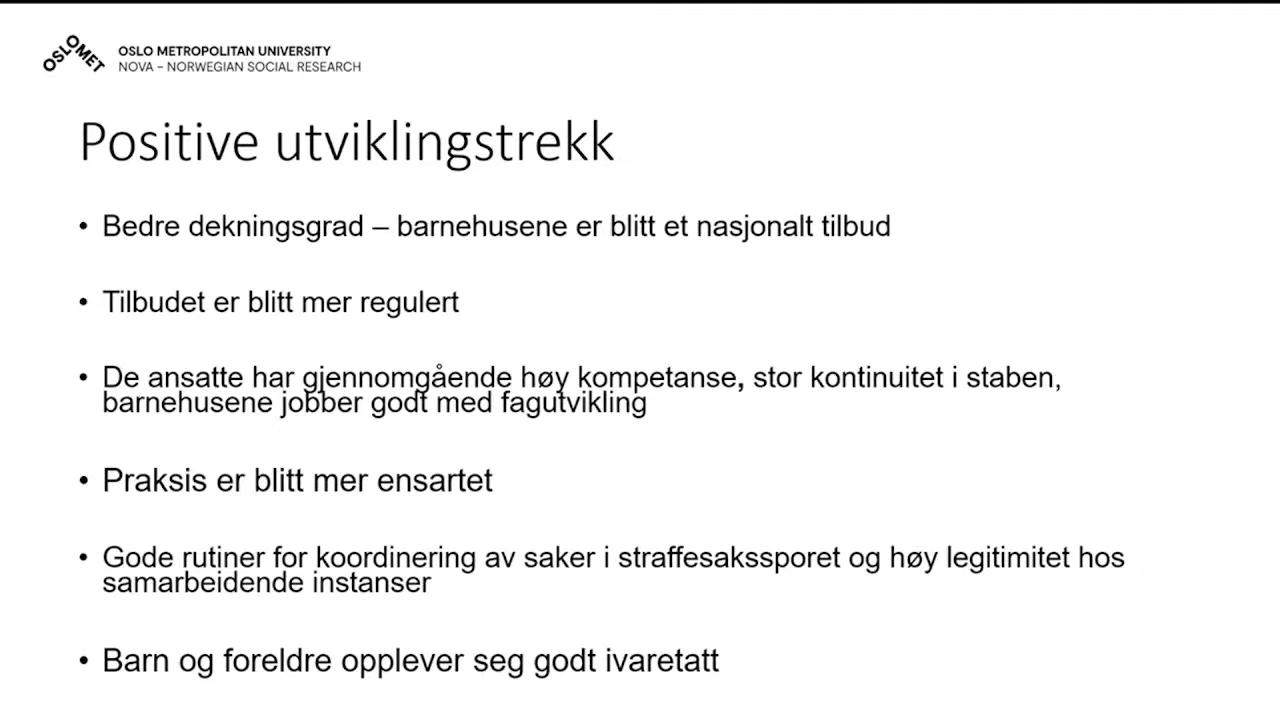 OSLOMET
OSLO METROPOLITAN UNIVERSITY
NOVA – NORWEGIAN SOCIAL RESEARCH
Positive utviklingstrekk
• Bedre dekningsgrad – barnehusene er blitt et nasjonalt tilbud
• Tilbudet er blitt mer regulert
• De ansatte har gjennomgående høy kompetanse, stor kontinuitet i staben,
barnehusene jobber godt med fagutvikling
• Praksis er blitt mer ensartet
• Gode rutiner for koordinering av saker i straffesakssporet og høy legitimitet hos
samarbeidende instanser
• Barn og foreldre opplever seg godt ivaretatt